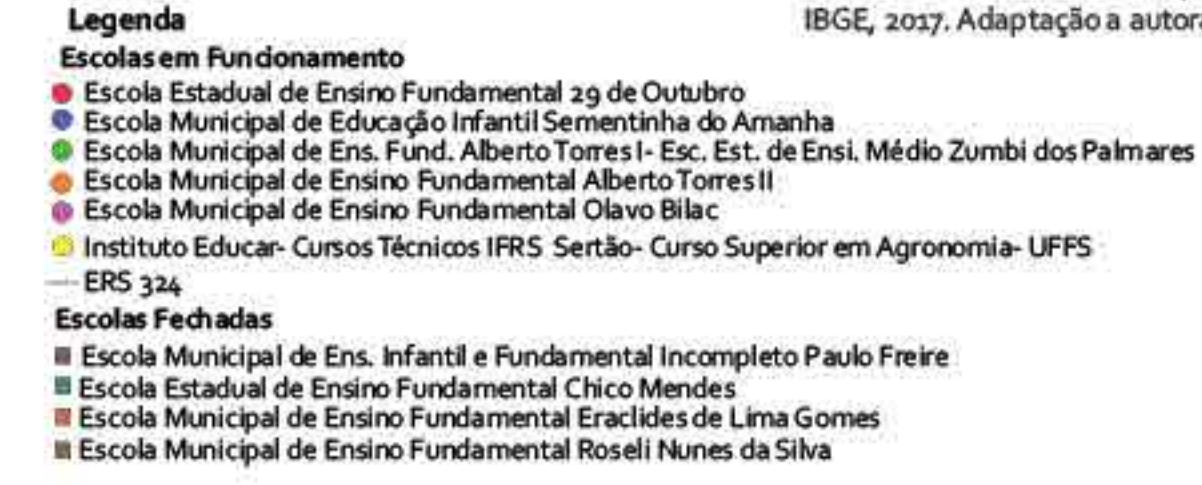 Legenda
IBGE, 2017. Adaptação a autora
Escolas em Funcionamento
Escola Estadual de Ensino Fundamental 29 de Outubro
Escola Municipal de Educação Infantil Sementinha do Amanha
Escola Municipal de Ens. Fund. Alberto Torres I- Esc. Est. de Ensi. Médio Zumbi dos Palmares
Escola Municipal de Ensino Fundamental Alberto Torres II
Escola Municipal de Ensino Fundamental Olavo Bilac
Instituto Educar- Cursos Técnicos IFRS Sertão- Curso Superior em Agronomia- UFFS
ERS 324
Escolas Fechadas
Escola Municipal de Ens. Infantil e Fundamental Incompleto Paulo Freire
Escola Estadual de Ensino Fundamental Chico Mendes
Escola Municipal de Ensino Fundamental Eraclides de Lima Gomes
Escola Municipal de Ensino Fundamental Roseli Nunes da Silva